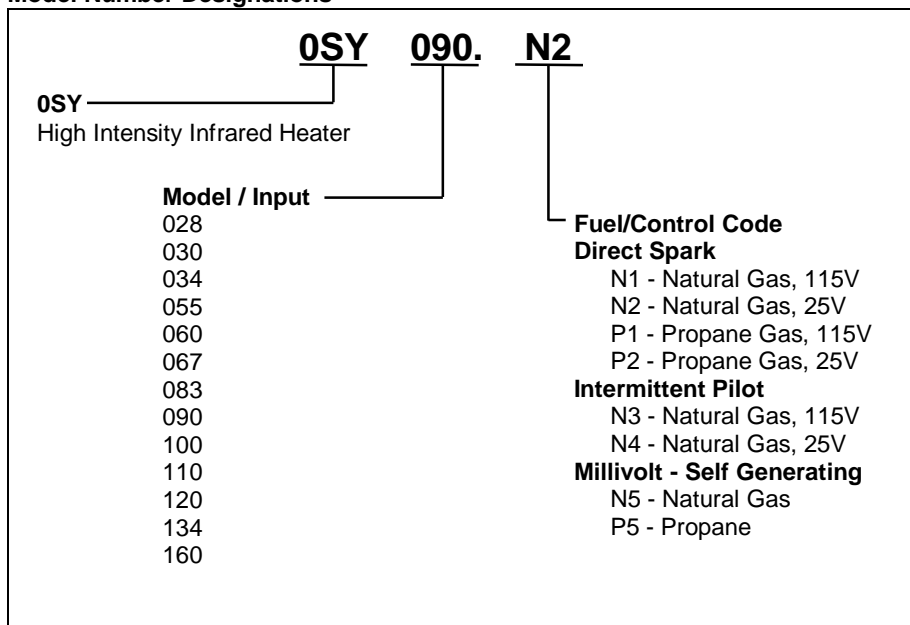 Model Number Designations
0SY 090. N2
0SY
High Intensity Infrared Heater
Model / Input
028
030
034
055
060
067
083
090
100
110
120
134
160
Fuel/Control Code
Direct Spark
N1 - Natural Gas, 115V
N2 - Natural Gas, 25V
P1 - Propane Gas, 115V
P2 - Propane Gas, 25V
Intermittent Pilot
N3 - Natural Gas, 115V
N4 - Natural Gas, 25V
Millivolt - Self Generating
N5 - Natural Gas
P5 - Propane